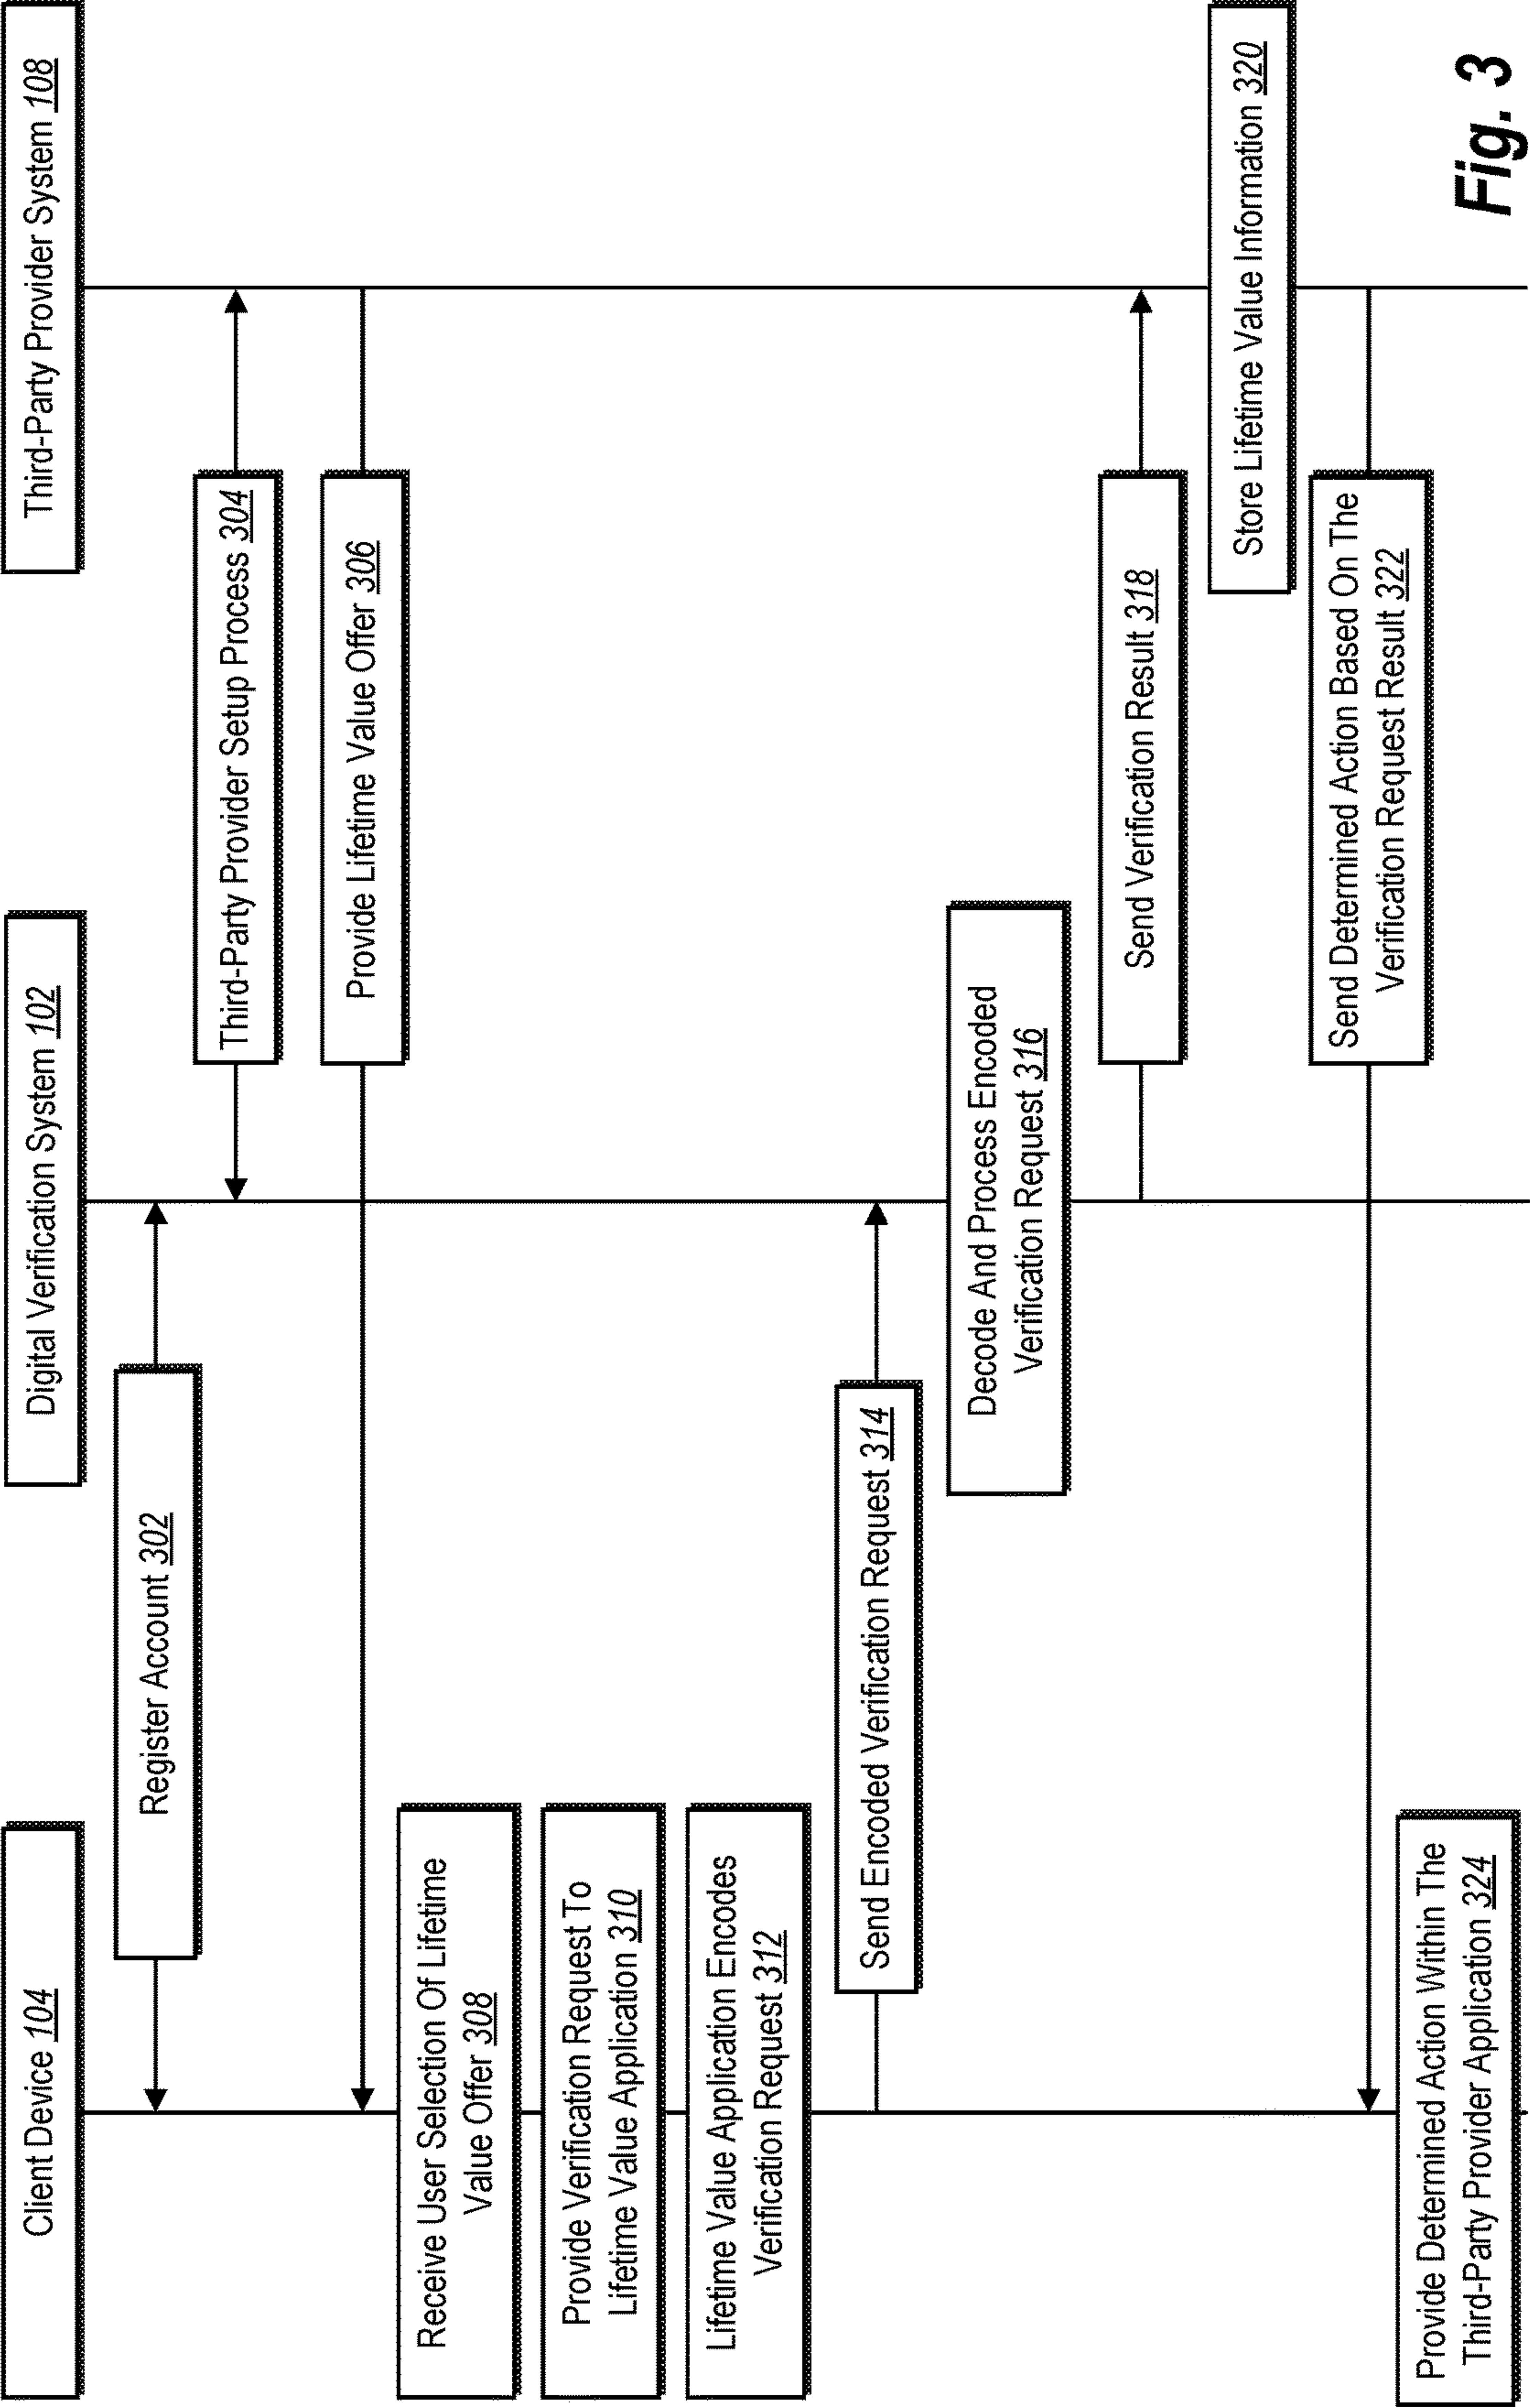 Client Device 104
Digital Verification System 102
Third-Party Provider System 108
Register Account 302
Third-Party Provider Setup Process 304
Provide Lifetime Value Offer 306
Receive User Selection Of Lifetime
Value Offer 308
Provide Verification Request To
Lifetime Value Application 310
Lifetime Value Application Encodes
Verification Request 312
Send Encoded Verification Request 314
Decode And Process Encoded
Verification Request 316
Send Verification Result 318
Store Lifetime Value Information 320
Send Determined Action Based On The
Verification Request Result 322
Provide Determined Action Within The
Third-Party Provider Application 324
Fig. 3